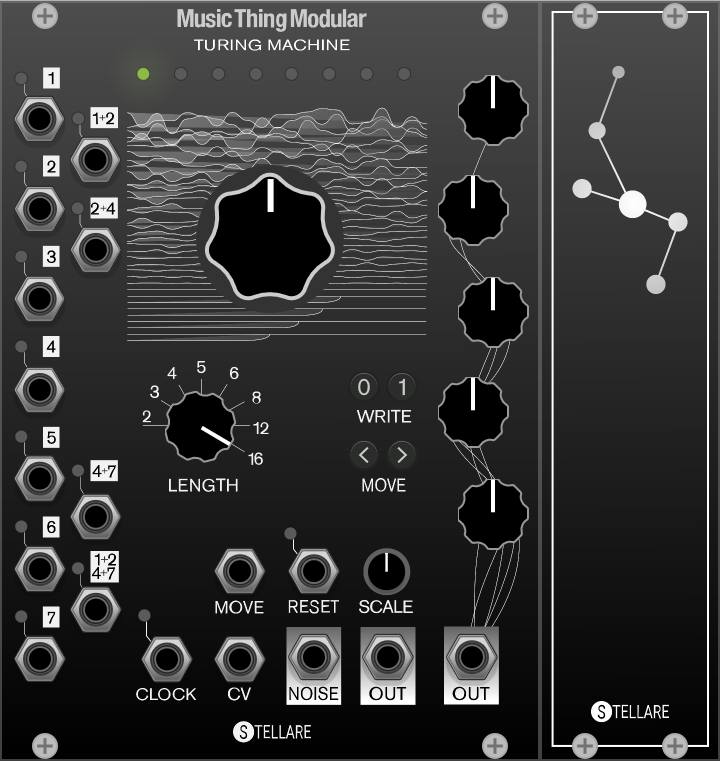 Music Thing Modular
TURING MACHINE
1
1+2
2
2+4
3
4
5
4+7
6
1+2
4+7
7
2
3
4
5
6
8
12
16
LENGTH
0 1
WRITE
< >
MOVE
MOVE
RESET
SCALE
CLOCK
CV
NOISE
OUT
OUT
STELLARE
STELLARE